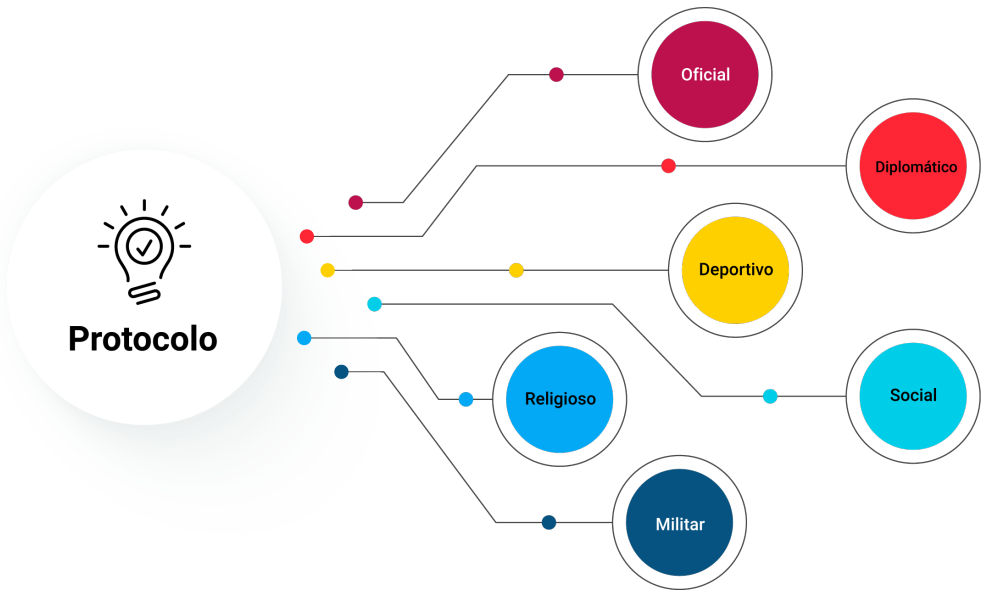 Protocolo
Oficial
Diplomático
Deportivo
Social
Religioso
Militar